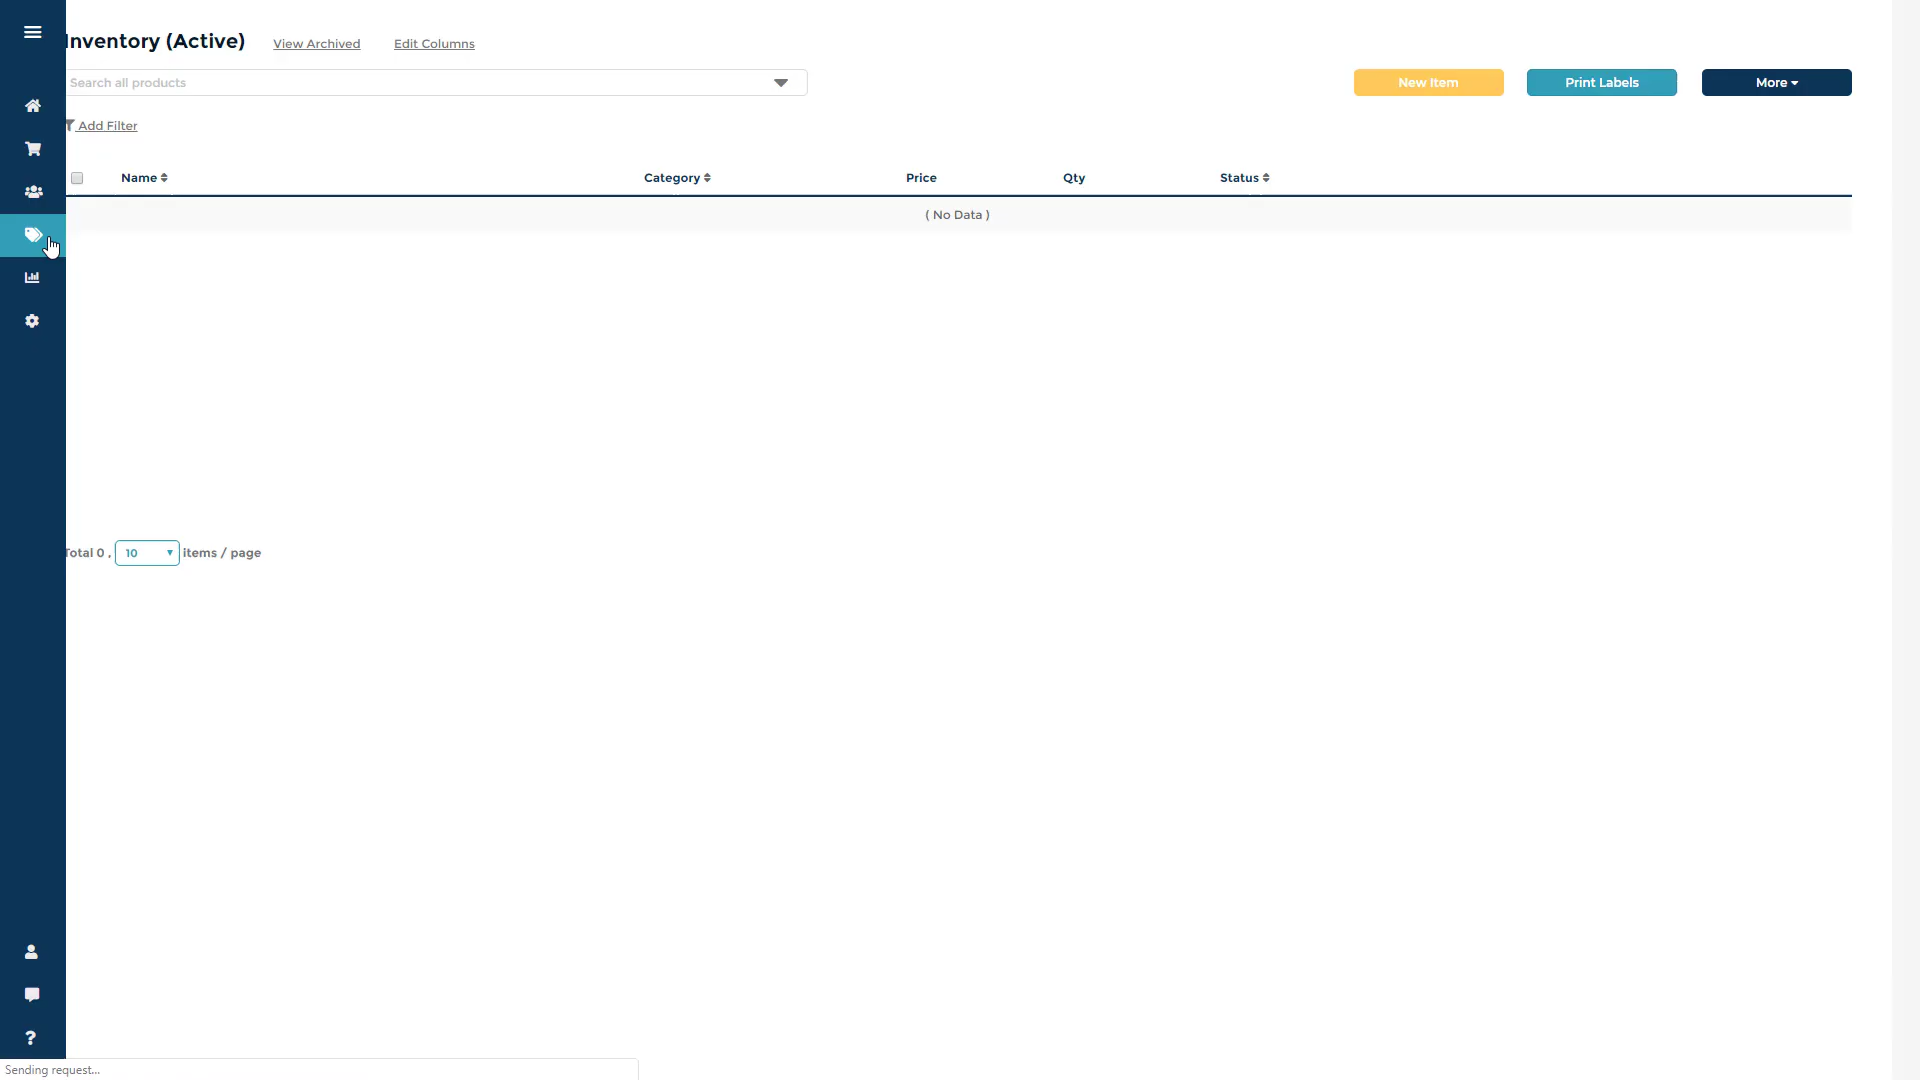 Inventory (Active) View Archived Edit Columns
Search all products
New Item Print Labels More
Add Filter
Name Category Price Qty Status
( No Data )
Total 0 , 10 items / page
?
Sending request...